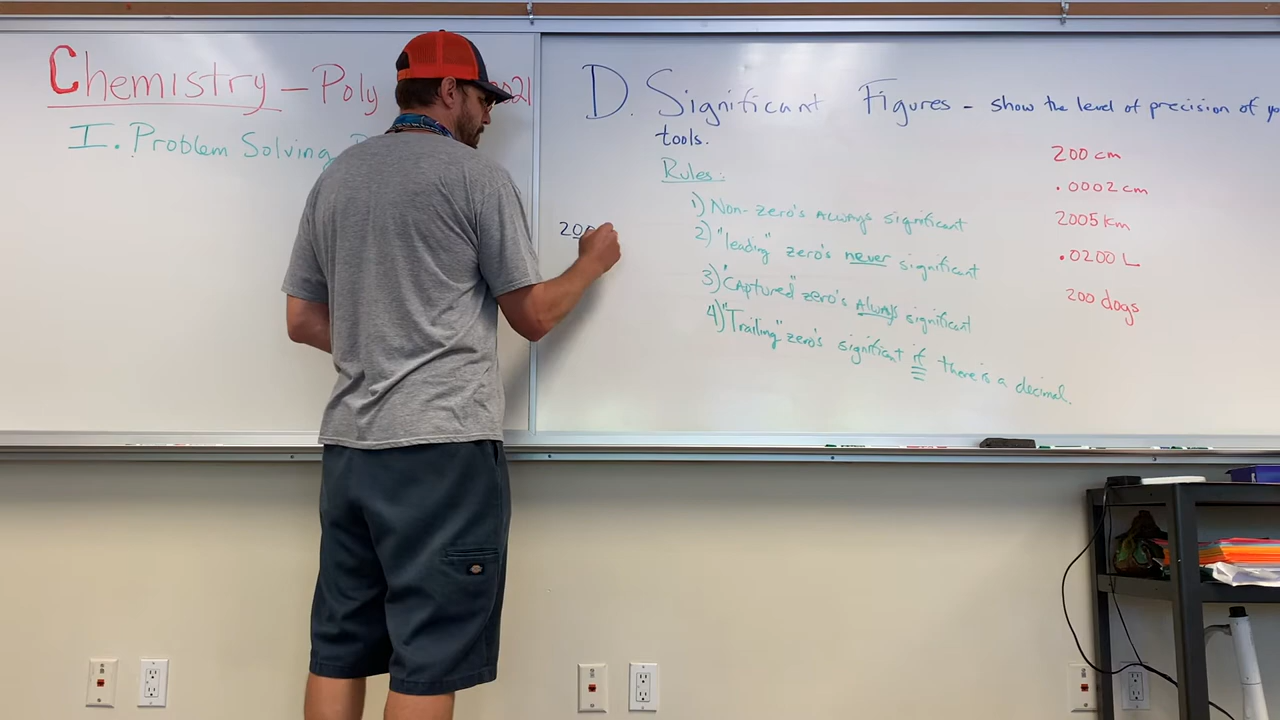 Chemistry - Poly 2021
I. Problem Solving
D. Significant Figures - show the level of precision of
tools.
Rules:
1) Non-zero's ALWAYS significant
2) "leading" zero's never significant
3) "Captured" zero's Always significant
4) "Trailing" zero's significant if there is a decimal.
200
200 cm
.0002 cm
2005 km
.0200 L
200 dogs